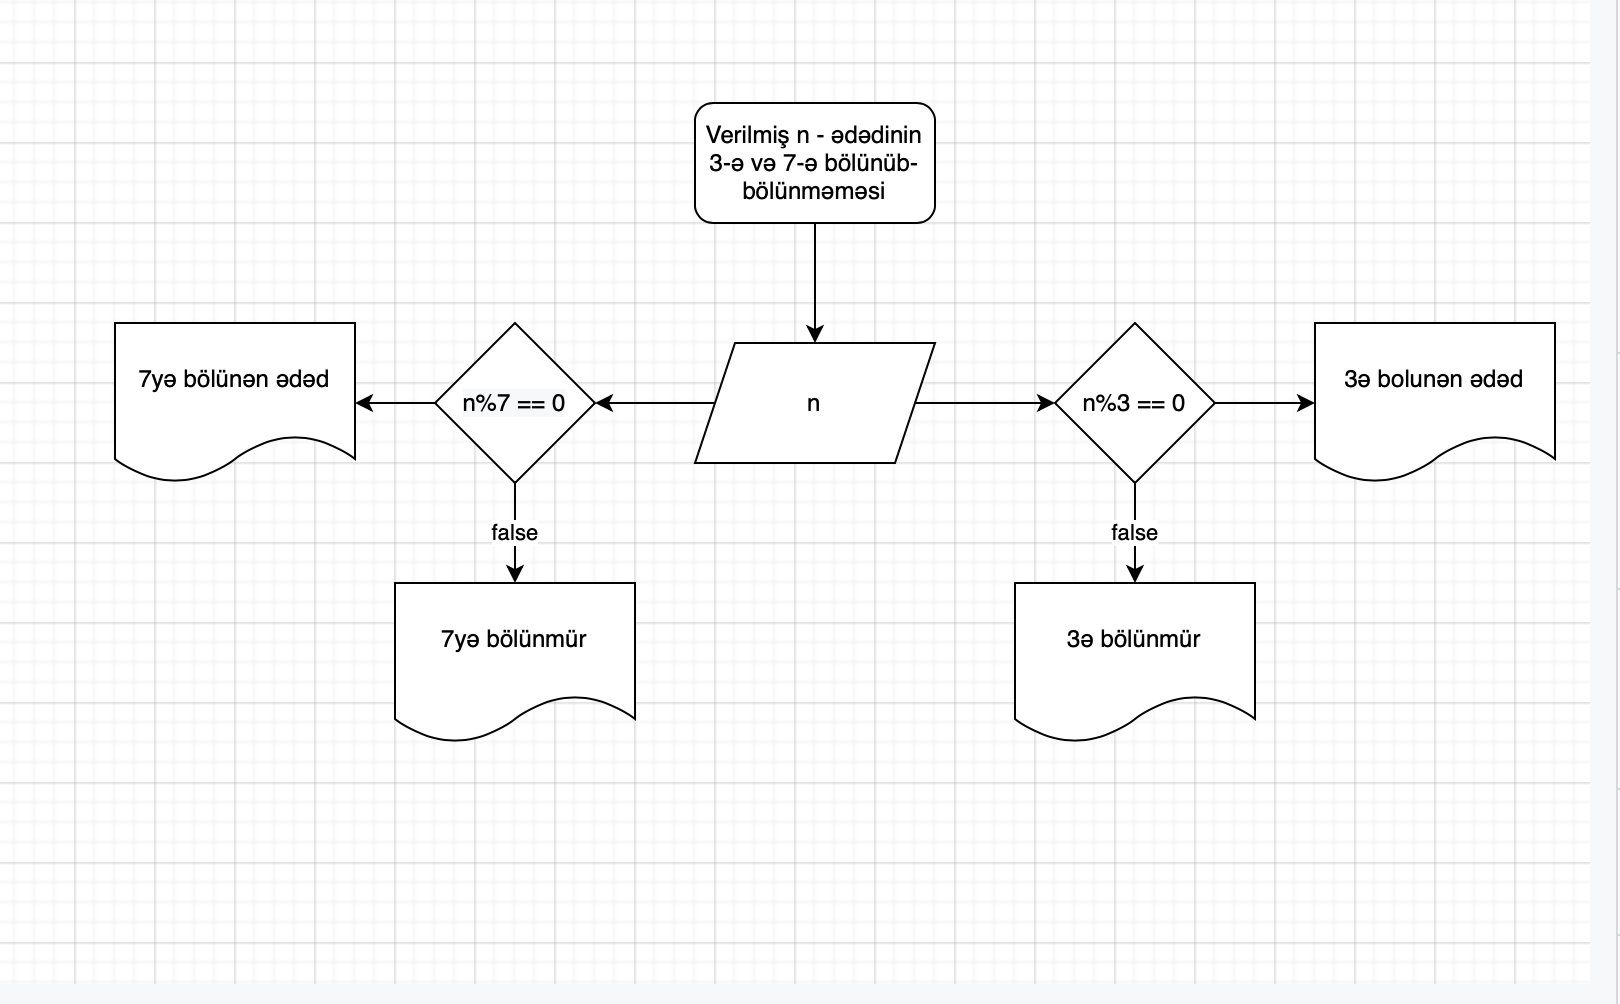 Verilmiş n - ədədinin
3-ə və 7-ə bölünüb-
bölünməməsi
7yə bölünən ədəd
n%7 == 0
n
n%3 == 0
3ə bolunən ədəd
false
false
7yə bölünmür
3ə bölünmür